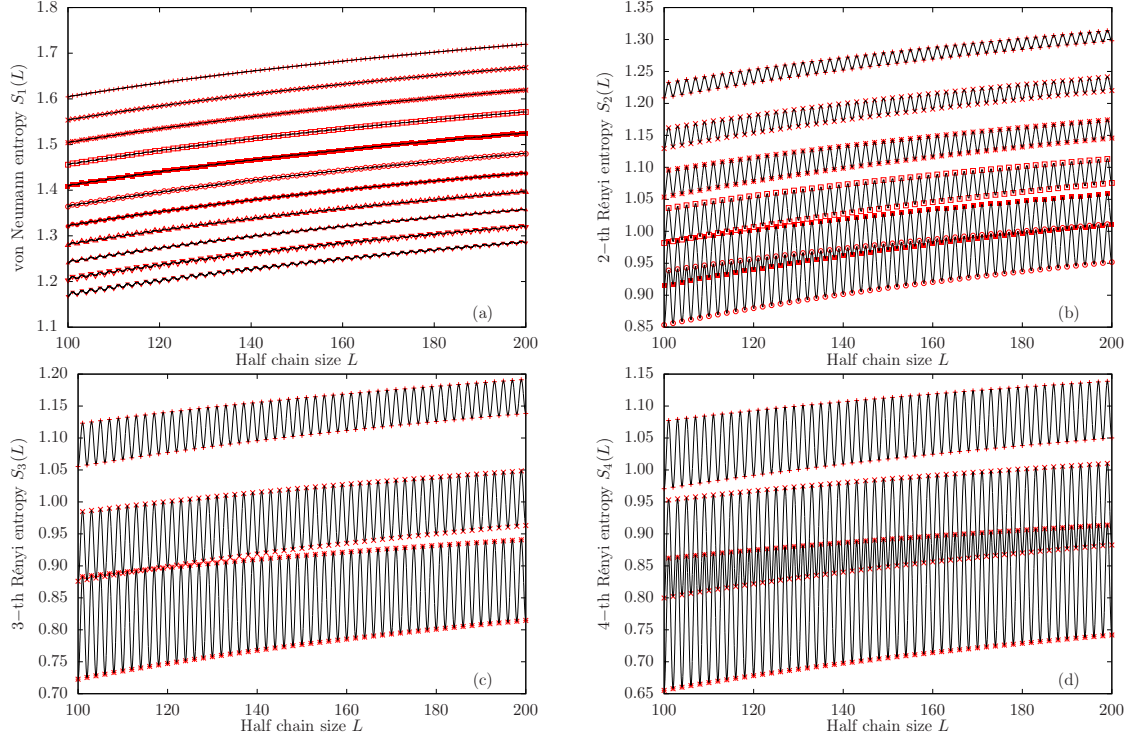 1.8
1.7
1.6
1.5
1.4
1.3
1.2
1.1
von Neumann entropy S₁(L)
100 120 140 160 180 200
Half chain size L
(a)
1.35
1.30
1.25
1.20
1.15
1.10
1.05
1.00
0.95
0.90
0.85
2−th Rényi entropy S₂(L)
100 120 140 160 180 200
Half chain size L
(b)
1.20
1.15
1.10
1.05
1.00
0.95
0.90
0.85
0.80
0.75
0.70
3−th Rényi entropy S₃(L)
100 120 140 160 180 200
Half chain size L
(c)
1.15
1.10
1.05
1.00
0.95
0.90
0.85
0.80
0.75
0.70
0.65
4−th Rényi entropy S₄(L)
100 120 140 160 180 200
Half chain size L
(d)